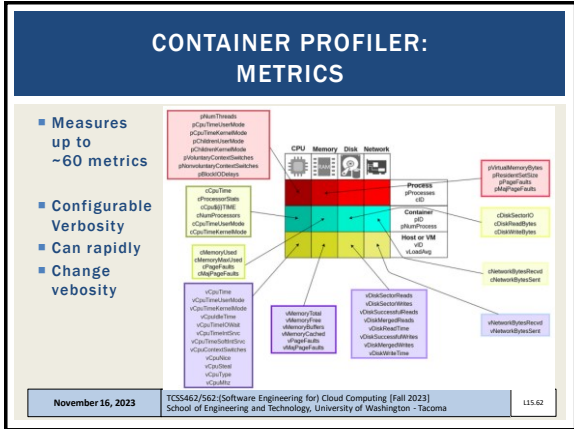 CONTAINER PROFILER:
METRICS
Measures
up to
~60 metrics
Configurable
Verbosity
Can rapidly
Change
vebosity
pNumThreads
pCpuTimeUserMode
pCpuTimeKernelMode
pChildrenUserMode
pChildrenKernelMode
pVoluntaryContextSwitches
pNonvoluntaryContextSwitches
pBlockIODelays
CPU Memory Disk Network
Process
pProcesses
cID
Container
pID
pNumProcess
Host or VM
vID
vLoadAvg
pVirtualMemoryBytes
pResidentSetSize
pPageFaults
pMajPageFaults
cCpuTime
cProcessorStats
cCpu${i}TIME
cNumProcessors
cCpuTimeUserMode
cCpuTimeKernelMode
cDiskSectorIO
cDiskReadBytes
cDiskWriteBytes
cMemoryUsed
cMemoryMaxUsed
cPageFaults
cMajPageFaults
cNetworkBytesRecvd
cNetworkBytesSent
vCpuTime
vCpuTimeUserMode
vCpuTimeKernelMode
vCpuIdleTime
vCpuTimeIOWait
vCpuTimeIntSrvc
vCpuTimeSoftIntSrvc
vCpuContextSwitches
vCpuNice
vCpuSteal
vCpuType
vCpuMhz
vMemoryTotal
vMemoryFree
vMemoryBuffers
vMemoryCached
vPageFaults
vMajPageFaults
vDiskSectorReads
vDiskSectorWrites
vDiskSuccessfulReads
vDiskMergedReads
vDiskReadTime
vDiskSuccessfulWrites
vDiskMergedWrites
vDiskWriteTime
vNetworkBytesRecvd
vNetworkBytesSent
November 16, 2023
TCSS462/562:(Software Engineering for) Cloud Computing [Fall 2023]
School of Engineering and Technology, University of Washington - Tacoma
L15.62